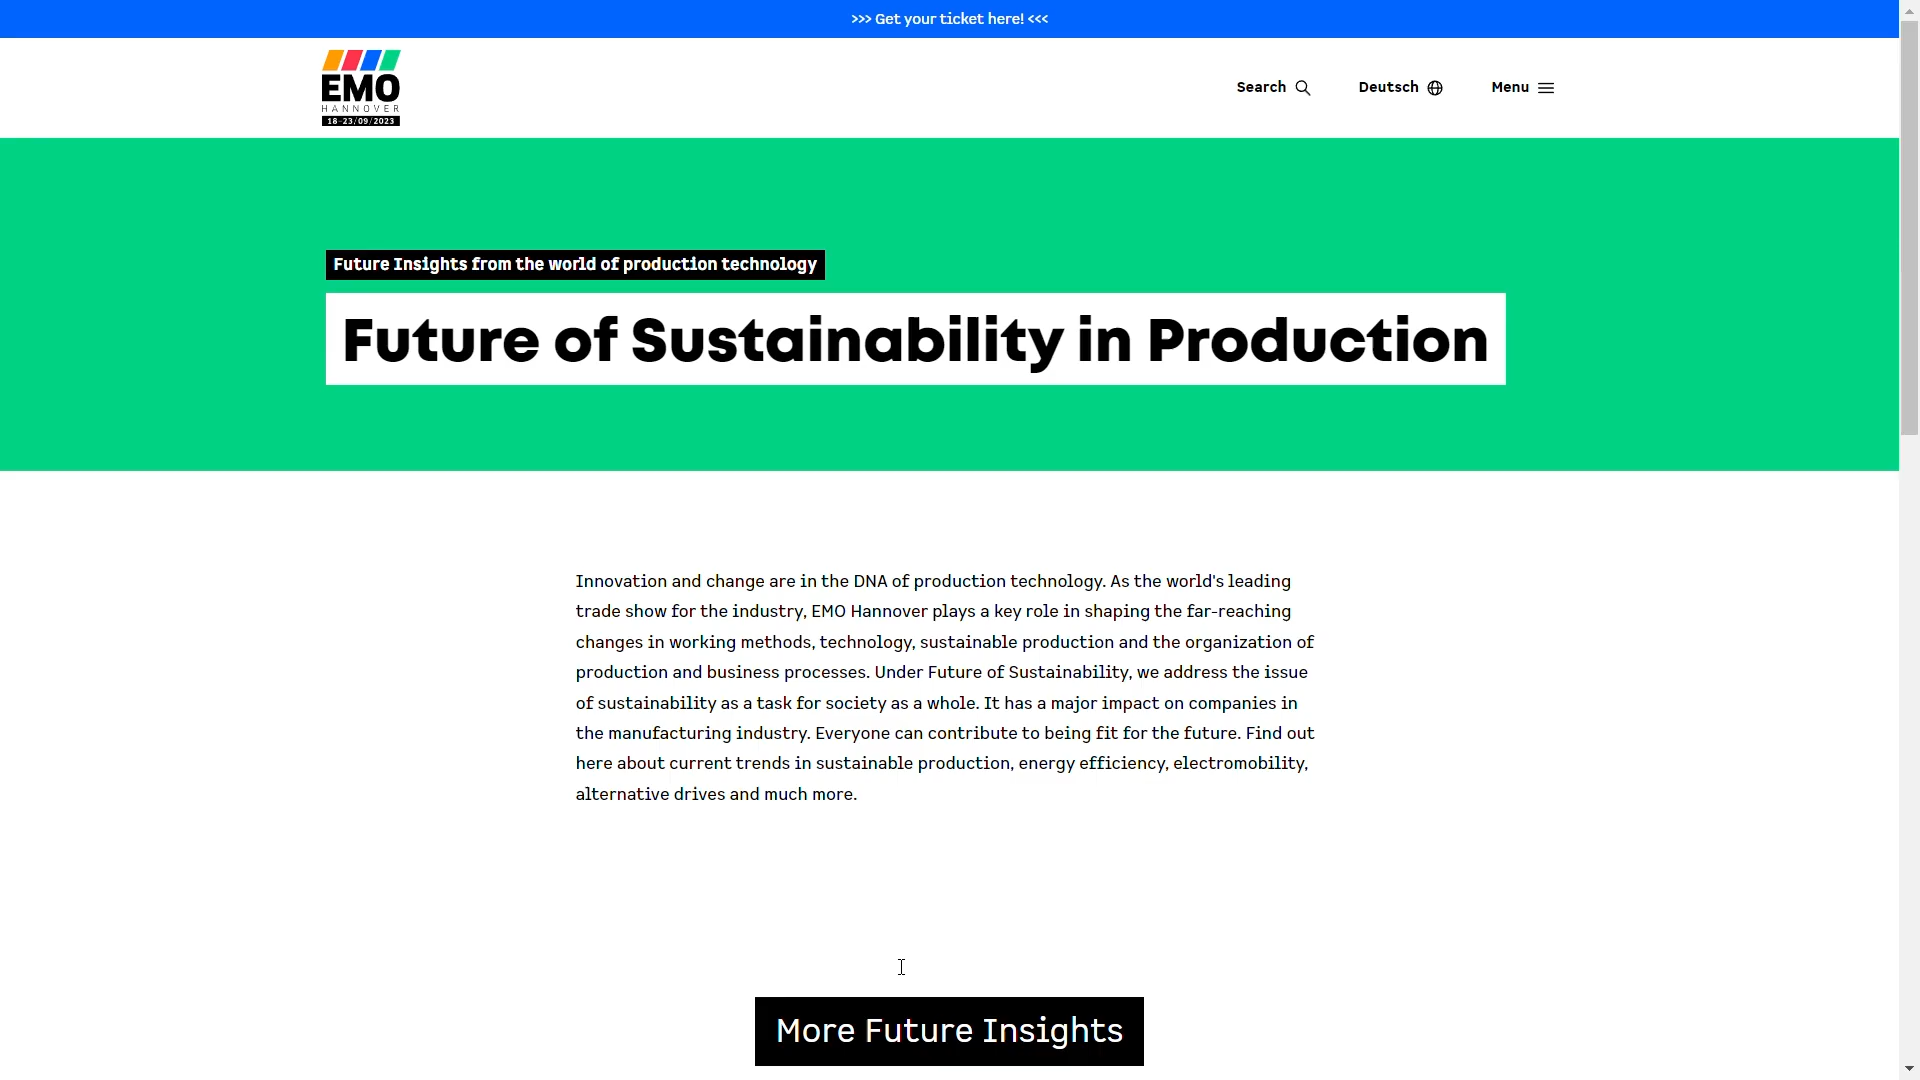 >>> Get your ticket here! <<<
EMO
HANNOVER
18-23/09/2023
Search
Deutsch
Menu
Future Insights from the world of production technology
Future of Sustainability in Production
Innovation and change are in the DNA of production technology. As the world's leading
trade show for the industry, EMO Hannover plays a key role in shaping the far-reaching
changes in working methods, technology, sustainable production and the organization of
production and business processes. Under Future of Sustainability, we address the issue
of sustainability as a task for society as a whole. It has a major impact on companies in
the manufacturing industry. Everyone can contribute to being fit for the future. Find out
here about current trends in sustainable production, energy efficiency, electromobility,
alternative drives and much more.
More Future Insights